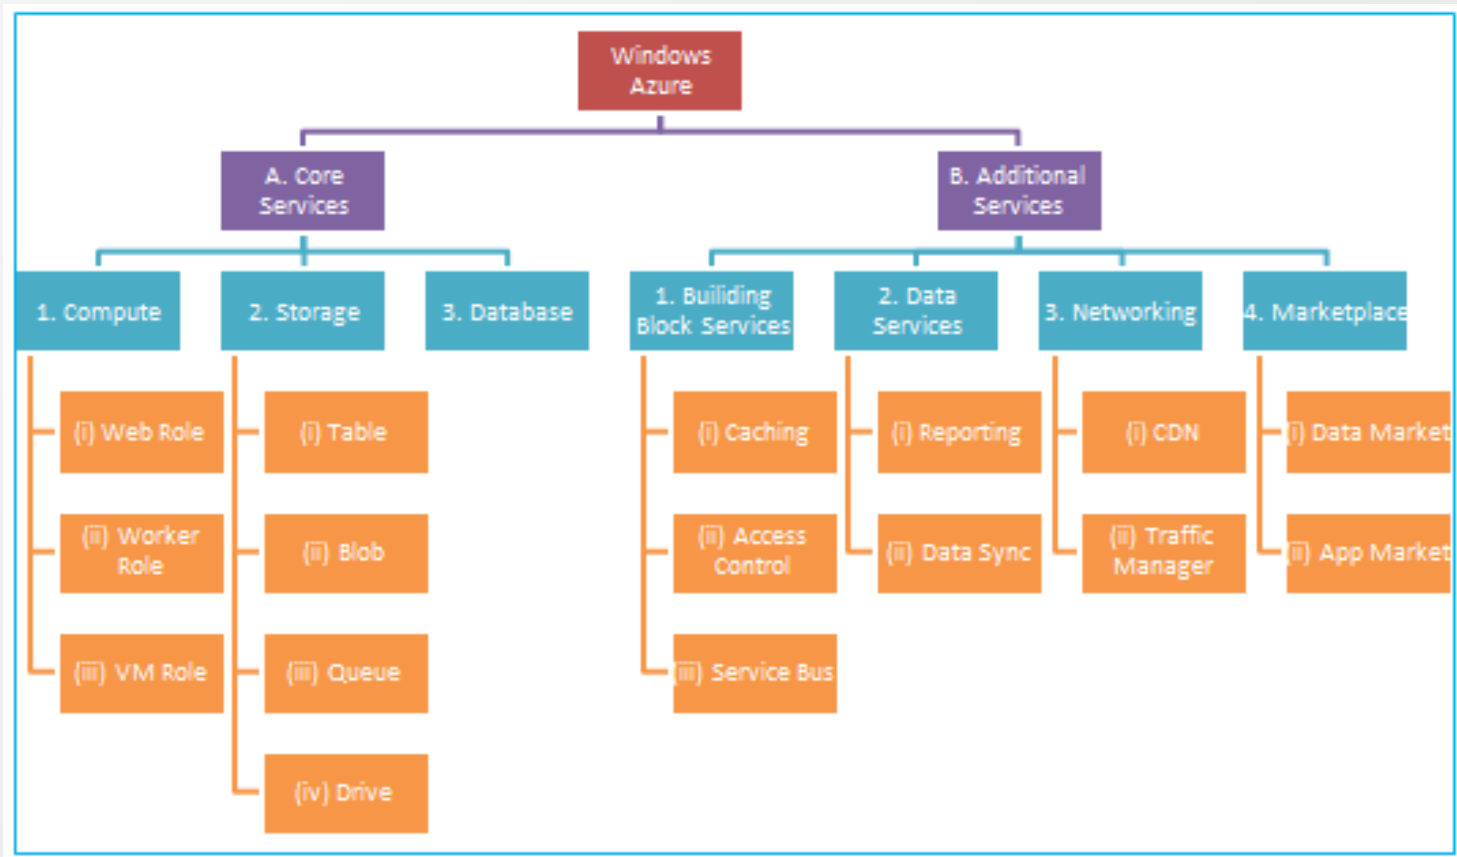 Windows
Azure
A. Core
Services
B. Additional
Services
1. Compute
2. Storage
3. Database
1. Builiding
Block Services
2. Data
Services
3. Networking
4. Marketplace
(i) Web Role
(i) Table
(i) Caching
(i) Reporting
(i) CDN
(i) Data Market
(ii) Worker
Role
(ii) Blob
(ii) Access
Control
(ii) Data Sync
(ii) Traffic
Manager
(ii) App Market
(iii) VM Role
(iii) Queue
(iii) Service Bus
(iv) Drive